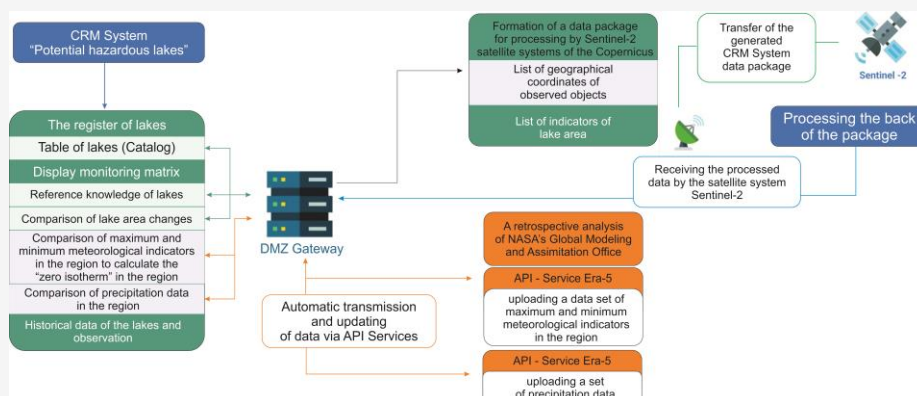 CRM System
“Potential hazardous lakes”
The register of lakes
Table of lakes (Catalog)
Display monitoring matrix
Reference knowledge of lakes
Comparison of lake area changes
Comparison of maximum and
minimum meteorological indicators
in the region to calculate the
“zero isotherm” in the region
Comparison of precipitation data
in the region
Historical data of the lakes and
observation
DMZ Gateway
Automatic transmission
and updating
of data via API Services
Formation of a data package
for processing by Sentinel-2
satellite systems of the Copernicus
List of geographical
coordinates of
observed objects
List of indicators of
lake area
Transfer of the
generated
CRM System
data package
Sentinel -2
Processing the back
of the package
Receiving the processed
data by the satellite system
Sentinel-2
A retrospective analysis
of NASA's Global Modeling
and Assimitation Office
API - Service Era-5
uploading a data set of
maximum and minimum
meteorological indicators
in the region
API - Service Era-5
uploading a set
of precipitation data